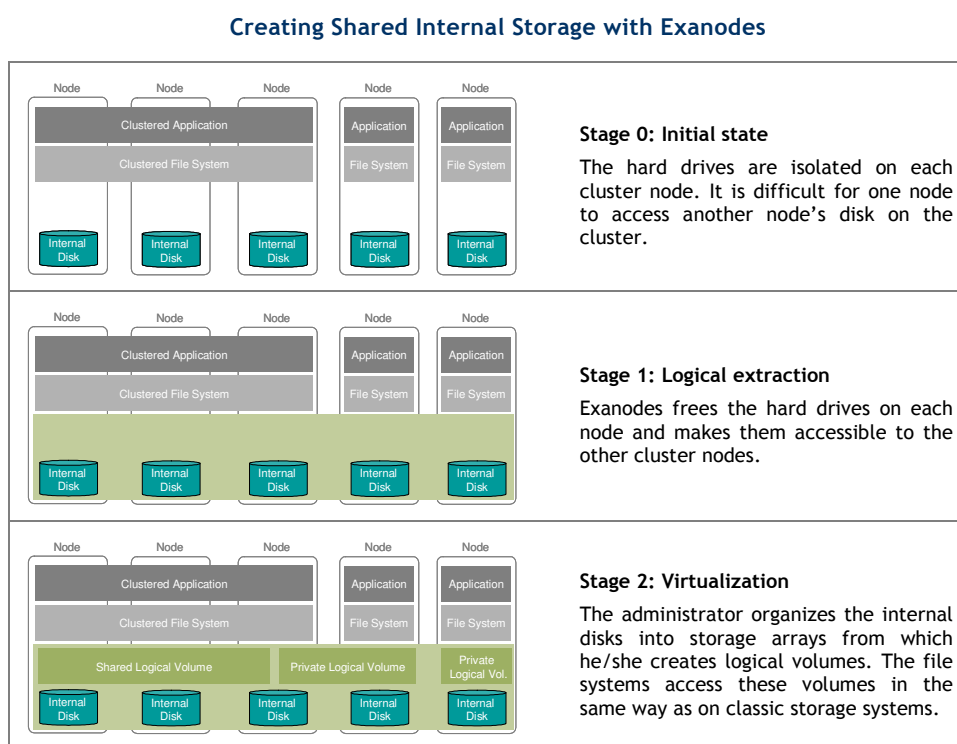 Creating Shared Internal Storage with Exanodes
Node Node Node Node Node
Clustered Application Application Application
Clustered File System File System File System
Internal Internal Internal Internal Internal
Disk Disk Disk Disk Disk
Stage 0: Initial state
The hard drives are isolated on each
cluster node. It is difficult for one node
to access another node’s disk on the
cluster.
Node Node Node Node Node
Clustered Application Application Application
Clustered File System File System File System
Internal Internal Internal Internal Internal
Disk Disk Disk Disk Disk
Stage 1: Logical extraction
Exanodes frees the hard drives on each
node and makes them accessible to the
other cluster nodes.
Node Node Node Node Node
Clustered Application Application Application
Clustered File System File System File System
Shared Logical Volume Private Logical Volume Private
Logical Vol.
Internal Internal Internal Internal Internal
Disk Disk Disk Disk Disk
Stage 2: Virtualization
The administrator organizes the internal
disks into storage arrays from which
he/she creates logical volumes. The file
systems access these volumes in the
same way as on classic storage systems.